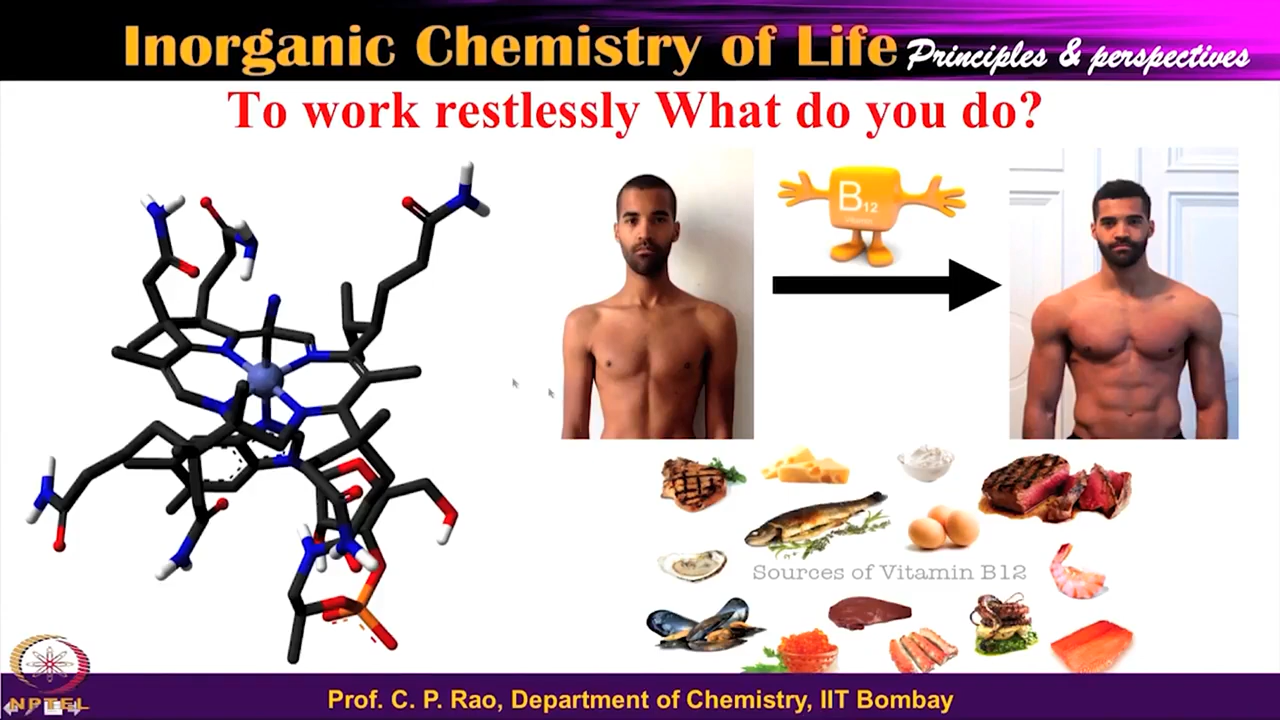 Inorganic Chemistry of Life Principles & perspectives
To work restlessly What do you do?
B12
Vitamin
Sources of Vitamin B12
NPTEL
Prof. C. P. Rao, Department of Chemistry, IIT Bombay